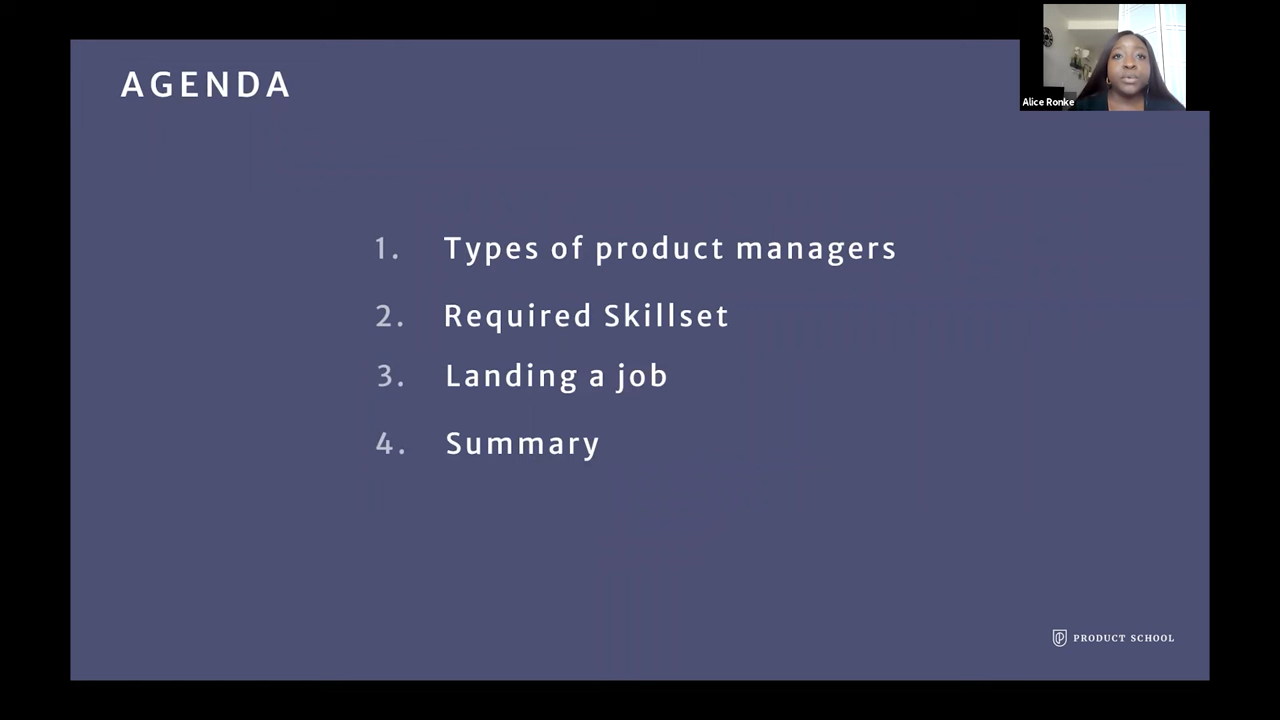 AGENDA
Alice Ronke
1. Types of product managers
2. Required Skillset
3. Landing a job
4. Summary
PRODUCT SCHOOL